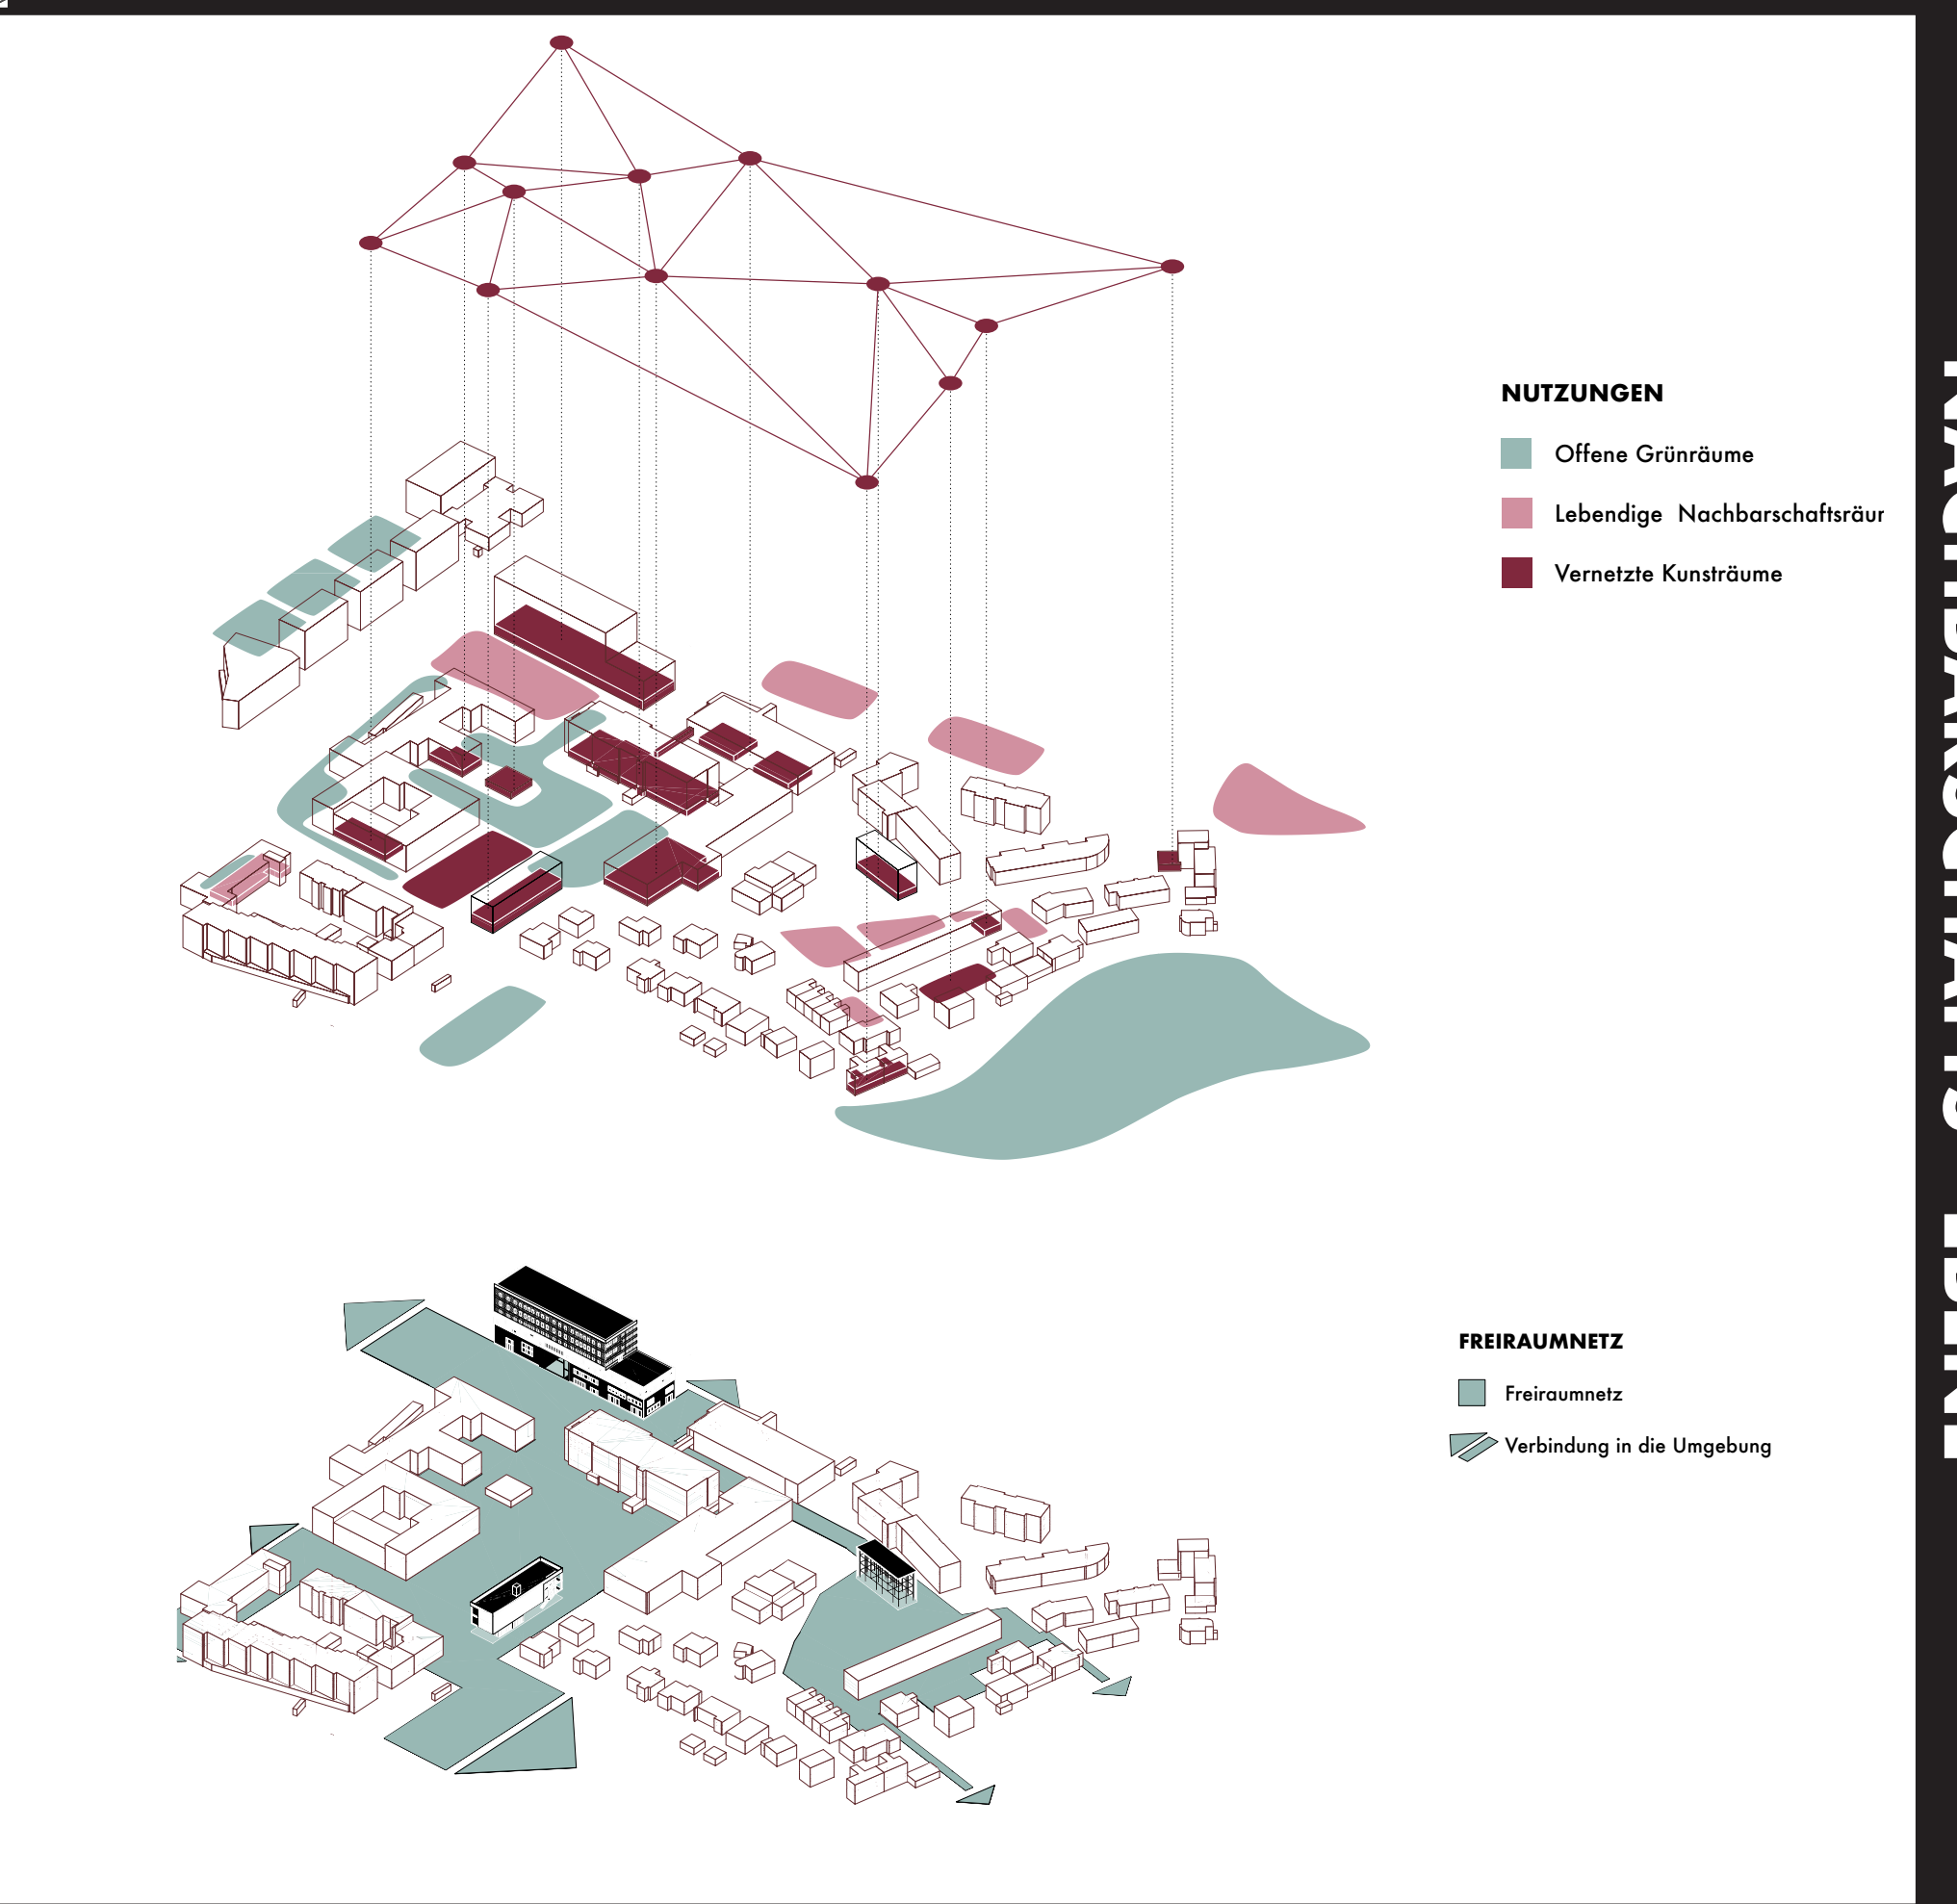 NUTZUNGEN
Offene Grünräume
Lebendige Nachbarschaftsräur
Vernetzte Kunsträume
FREIRAUMNETZ
Freiraumnetz
Verbindung in die Umgebung